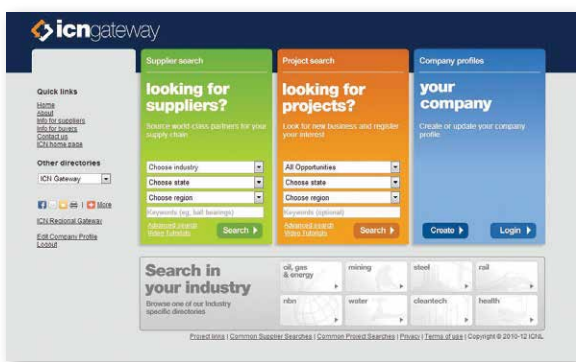 icngateway
Supplier search
looking for
suppliers?
Source world-class partners for your
supply chain
Choose industry
Choose state
Choose region
Keywords (eg, ball bearings)
Advanced search
Video Tutorials
Search
Project search
looking for
projects?
Look for new business and register
your interest
All Opportunities
Choose state
Choose region
Keywords (optional)
Advanced search
Video Tutorials
Search
Company profiles
your
company
Create or update your company
profile
Create
Login
Quick links
Home
About
Info for suppliers
Info for buyers
Contact us
ICN home page
Other directories
ICN Gateway
More
ICN Regional Gateway
Edit Company Profile
Logout
Search in
your industry
Browse one of our Industry
specific directories
oil, gas
& energy
mining
steel
rail
nbn
water
cleantech
health
Project links | Common Supplier Searches | Common Project Searches | Privacy | Terms of use | Copyright © 2010-12 ICNL